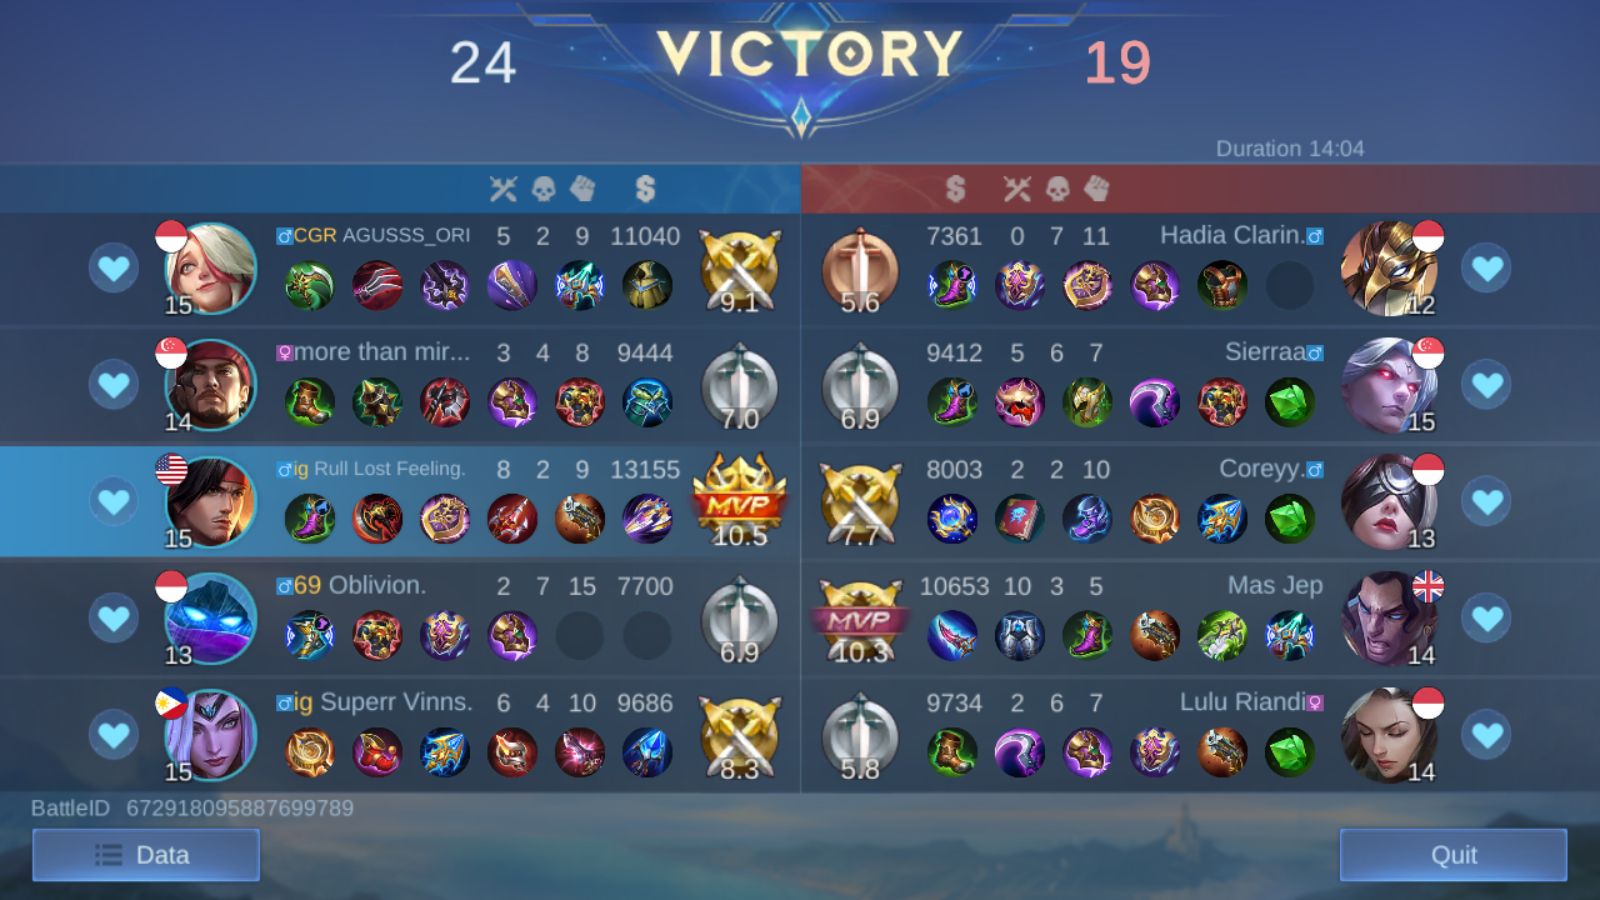 24 VICTORY 19
Duration 14:04
CGR AGUSSS_ORI 5 2 9 11040
15 9.1
7361 0 7 11 Hadia Clarin.
5.6 12
more than mir... 3 4 8 9444
14 7.0
9412 5 6 7 Sierraa
6.9 15
ig Rull Lost Feeling. 8 2 9 13155
MVP
15 10.5
8003 2 2 10 Coreyy.
7.7 13
69 Oblivion. 2 7 15 7700
13 6.9
10653 10 3 5 Mas Jep
MVP
10.3 14
ig Superr Vinns. 6 4 10 9686
15 8.3
9734 2 6 7 Lulu Riandi
5.8 14
BattleID 672918095887699789
Data
Quit